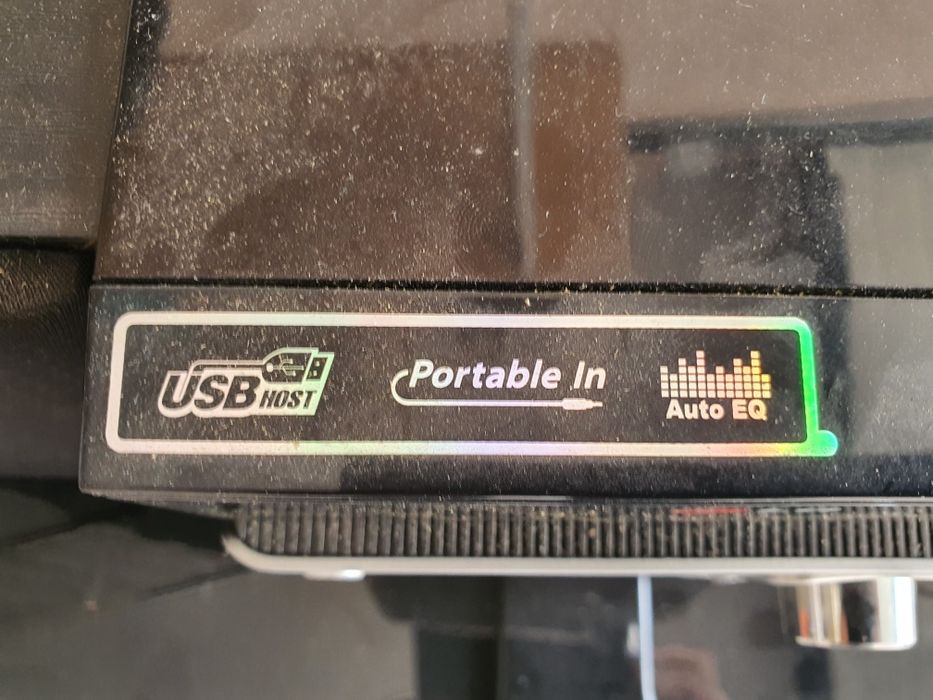 USB HOST
Portable In
Auto EQ